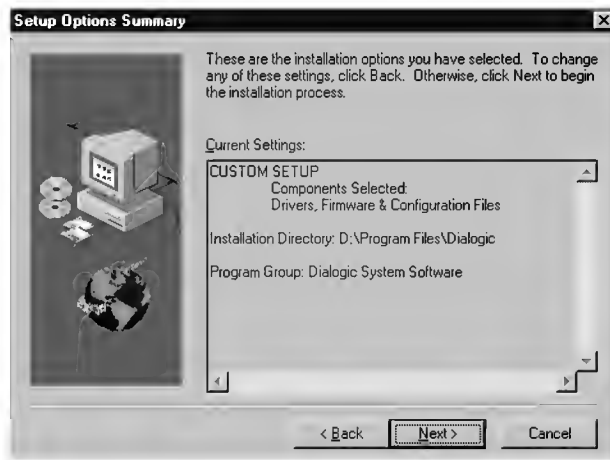 Setup Options Summary
These are the installation options you have selected. To change
any of these settings, click Back. Otherwise, click Next to begin
the installation process.
Current Settings:
CUSTOM SETUP
Components Selected:
Drivers, Firmware & Configuration Files
Installation Directory: D:\Program Files\Dialogic
Program Group: Dialogic System Software
< Back
Next >
Cancel